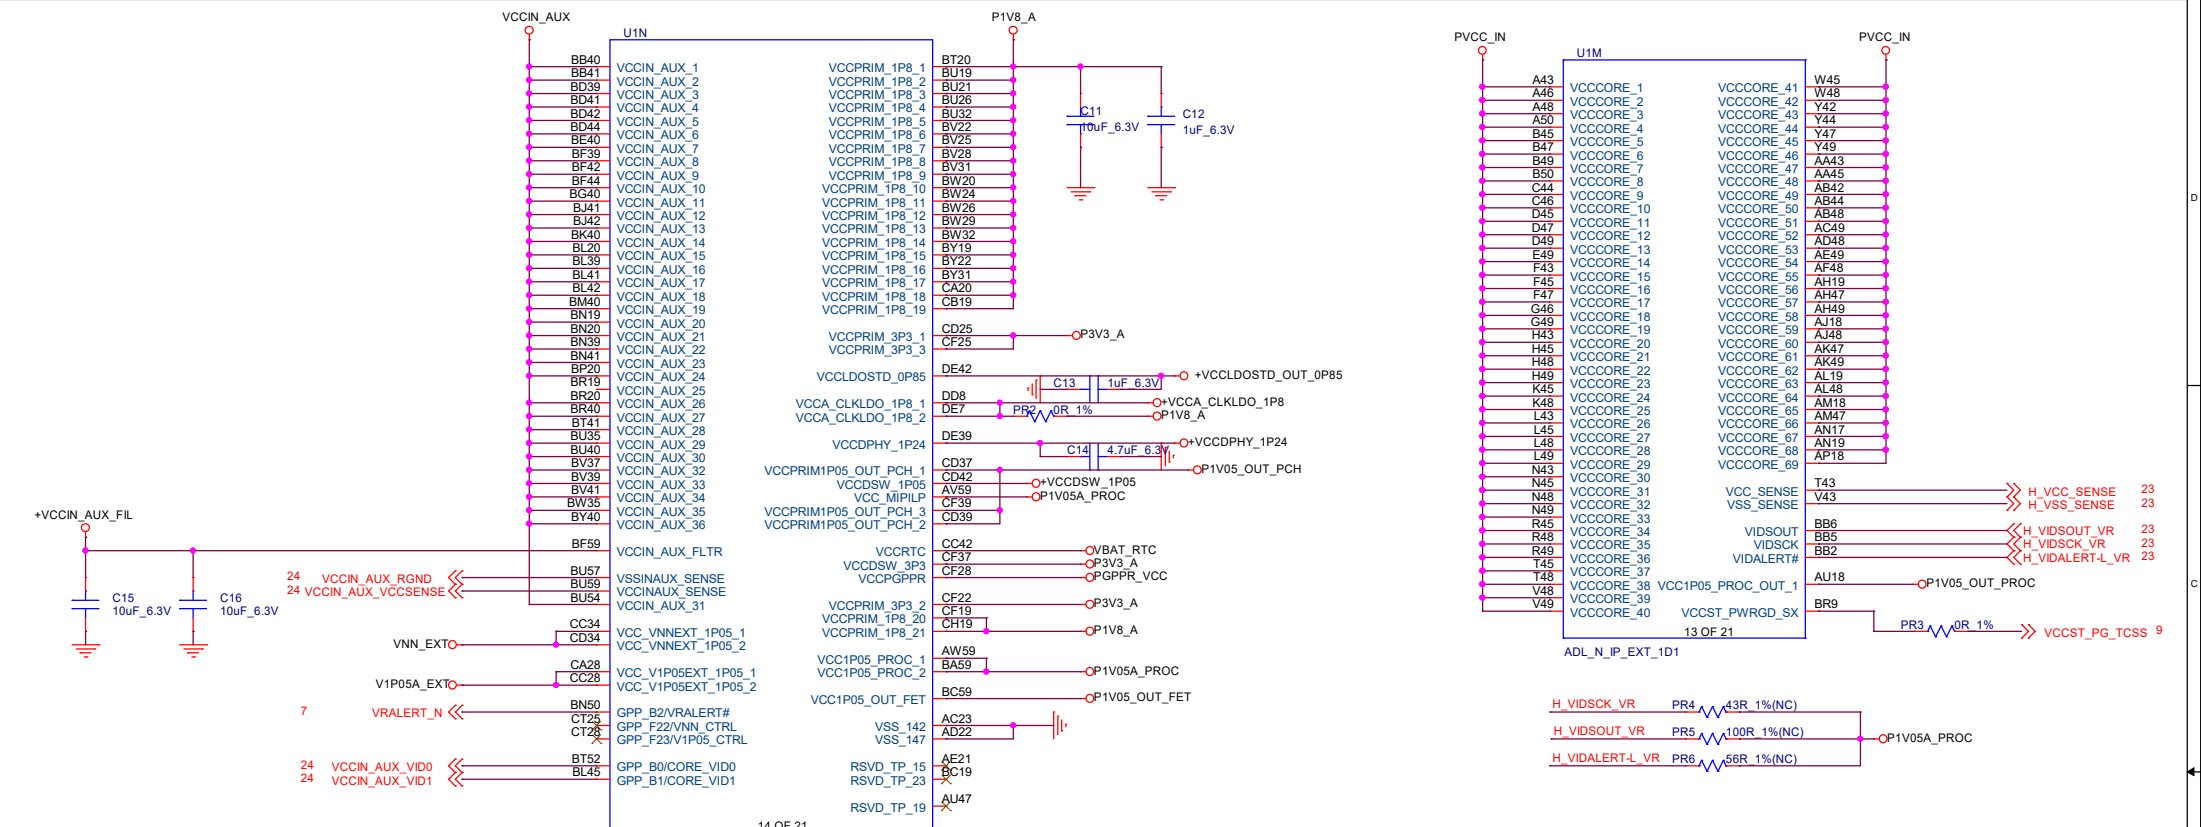 VCCIN_AUX
P1V8_A
U1N
BB40 VCCIN_AUX_1 VCCPRIM_1P8_1 BT20
BB41 VCCIN_AUX_2 VCCPRIM_1P8_2 BU19
BD39 VCCIN_AUX_3 VCCPRIM_1P8_3 BU21
BD41 VCCIN_AUX_4 VCCPRIM_1P8_4 BU26
BD42 VCCIN_AUX_5 VCCPRIM_1P8_5 BU32
BD44 VCCIN_AUX_6 VCCPRIM_1P8_6 BV22
BE40 VCCIN_AUX_7 VCCPRIM_1P8_7 BV25
BF39 VCCIN_AUX_8 VCCPRIM_1P8_8 BV28
BF42 VCCIN_AUX_9 VCCPRIM_1P8_9 BV31
BF44 VCCIN_AUX_10 VCCPRIM_1P8_10 BW20
BG40 VCCIN_AUX_11 VCCPRIM_1P8_11 BW24
BJ41 VCCIN_AUX_12 VCCPRIM_1P8_12 BW26
BJ42 VCCIN_AUX_13 VCCPRIM_1P8_13 BW29
BK40 VCCIN_AUX_14 VCCPRIM_1P8_14 BW32
BL20 VCCIN_AUX_15 VCCPRIM_1P8_15 BY19
BL39 VCCIN_AUX_16 VCCPRIM_1P8_16 BY22
BL41 VCCIN_AUX_17 VCCPRIM_1P8_17 BY31
BL42 VCCIN_AUX_18 VCCPRIM_1P8_18 CA20
BM40 VCCIN_AUX_19 VCCPRIM_1P8_19 CB19
BN19 VCCIN_AUX_20
BN20 VCCIN_AUX_21 VCCPRIM_3P3_1 CD25 P3V3_A
BN39 VCCIN_AUX_22 VCCPRIM_3P3_3 CF25
BN41 VCCIN_AUX_23
BP20 VCCIN_AUX_24 VCCLDOSTD_0P85 DE42 +VCCLDOSTD_OUT_0P85
BR19 VCCIN_AUX_25 C13 1uF_6.3V
BR20 VCCIN_AUX_26 VCCA_CLKLDO_1P8_1 DD8 +VCCA_CLKLDO_1P8
BR40 VCCIN_AUX_27 VCCA_CLKLDO_1P8_2 DE7 PR2 0R_1% P1V8_A
BT41 VCCIN_AUX_28
BU35 VCCIN_AUX_29 VCCDPHY_1P24 DE39 +VCCDPHY_1P24
BU40 VCCIN_AUX_30 C14 4.7uF_6.3V
BV37 VCCIN_AUX_32 VCCPRIM1P05_OUT_PCH_1 CD37 P1V05_OUT_PCH
BV39 VCCIN_AUX_33 VCCDSW_1P05 CD42 +VCCDSW_1P05
BV41 VCCIN_AUX_34 VCC_MIPILP AV59 P1V05A_PROC
BW35 VCCIN_AUX_35 VCCPRIM1P05_OUT_PCH_3 CF39
BY40 VCCIN_AUX_36 VCCPRIM1P05_OUT_PCH_2 CD39
+VCCIN_AUX_FIL
BF59 VCCIN_AUX_FLTR VCCRTC CC42 VBAT_RTC
VCCDSW_3P3 CF37 P3V3_A
24 VCCIN_AUX_RGND BU57 VSSINAUX_SENSE VCCPGPPR CF28 PGPPR_VCC
24 VCCIN_AUX_VCCSENSE BU59 VCCINAUX_SENSE
BU54 VCCIN_AUX_31 VCCPRIM_3P3_2 CF22 P3V3_A
C15 10uF_6.3V
C16 10uF_6.3V
VCCPRIM_1P8_20 CF19
VNN_EXT CC34 VCC_VNNEXT_1P05_1 VCCPRIM_1P8_21 CH19 P1V8_A
CD34 VCC_VNNEXT_1P05_2
VCC1P05_PROC_1 AW59
V1P05A_EXT CA28 VCC_V1P05EXT_1P05_1 VCC1P05_PROC_2 BA59 P1V05A_PROC
CC28 VCC_V1P05EXT_1P05_2
VCC1P05_OUT_FET BC59 P1V05_OUT_FET
7 VRALERT_N BN50 GPP_B2/VRALERT#
CT25 GPP_F22/VNN_CTRL VSS_142 AC23
CT28 GPP_F23/V1P05_CTRL VSS_147 AD22
24 VCCIN_AUX_VID0 BT52 GPP_B0/CORE_VID0 RSVD_TP_15 AE21
24 VCCIN_AUX_VID1 BL45 GPP_B1/CORE_VID1 RSVD_TP_23 BC19
RSVD_TP_19 AU47
14 OF 21
C11 10uF_6.3V
C12 1uF_6.3V
PVCC_IN
PVCC_IN
U1M
A43 VCCCORE_1 VCCCORE_41 W45
A46 VCCCORE_2 VCCCORE_42 W48
A48 VCCCORE_3 VCCCORE_43 Y42
A50 VCCCORE_4 VCCCORE_44 Y44
B45 VCCCORE_5 VCCCORE_45 Y47
B47 VCCCORE_6 VCCCORE_46 Y49
B49 VCCCORE_7 VCCCORE_47 AA43
B50 VCCCORE_8 VCCCORE_48 AA45
C44 VCCCORE_9 VCCCORE_49 AB42
C46 VCCCORE_10 VCCCORE_50 AB44
D45 VCCCORE_11 VCCCORE_51 AB48
D47 VCCCORE_12 VCCCORE_52 AC49
D49 VCCCORE_13 VCCCORE_53 AD48
E49 VCCCORE_14 VCCCORE_54 AE49
F43 VCCCORE_15 VCCCORE_55 AF48
F45 VCCCORE_16 VCCCORE_56 AH19
F47 VCCCORE_17 VCCCORE_57 AH47
G46 VCCCORE_18 VCCCORE_58 AH49
G49 VCCCORE_19 VCCCORE_59 AJ18
H43 VCCCORE_20 VCCCORE_60 AJ48
H45 VCCCORE_21 VCCCORE_61 AK47
H48 VCCCORE_22 VCCCORE_62 AK49
H49 VCCCORE_23 VCCCORE_63 AL19
K45 VCCCORE_24 VCCCORE_64 AL48
K48 VCCCORE_25 VCCCORE_65 AM18
L43 VCCCORE_26 VCCCORE_66 AM47
L45 VCCCORE_27 VCCCORE_67 AN17
L48 VCCCORE_28 VCCCORE_68 AN19
L49 VCCCORE_29 VCCCORE_69 AP18
N43 VCCCORE_30
N45 VCCCORE_31 VCC_SENSE T43 H_VCC_SENSE 23
N48 VCCCORE_32 VSS_SENSE V43 H_VSS_SENSE 23
N49 VCCCORE_33
R45 VCCCORE_34 VIDSOUT BB6 H_VIDSOUT_VR 23
R48 VCCCORE_35 VIDSCK BB5 H_VIDSCK_VR 23
R49 VCCCORE_36 VIDALERT# BB2 H_VIDALERT-L_VR 23
T45 VCCCORE_37
T48 VCCCORE_38 VCC1P05_PROC_OUT_1 AU18 P1V05_OUT_PROC
V48 VCCCORE_39
V49 VCCCORE_40 VCCST_PWRGD_SX BR9
PR3 0R_1% VCCST_PG_TCSS 9
13 OF 21
ADL_N_IP_EXT_1D1
H_VIDSCK_VR PR4 43R_1%(NC)
H_VIDSOUT_VR PR5 100R_1%(NC) P1V05A_PROC
H_VIDALERT-L_VR PR6 56R_1%(NC)
D
C